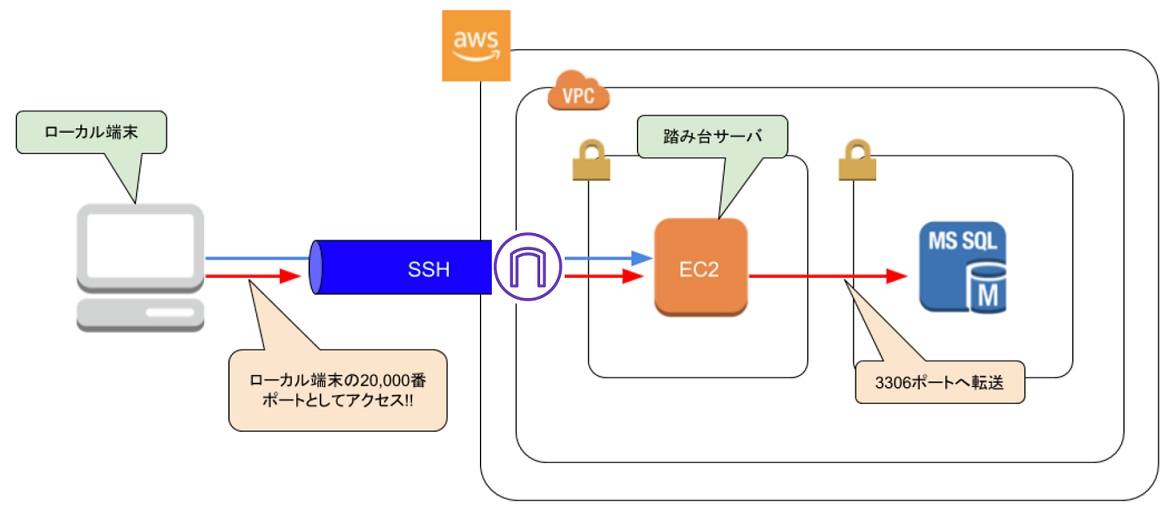 aws
VPC
ローカル端末
踏み台サーバ
SSH
EC2
MS SQL
M
ローカル端末の20,000番
ポートとしてアクセス!!
3306ポートへ転送